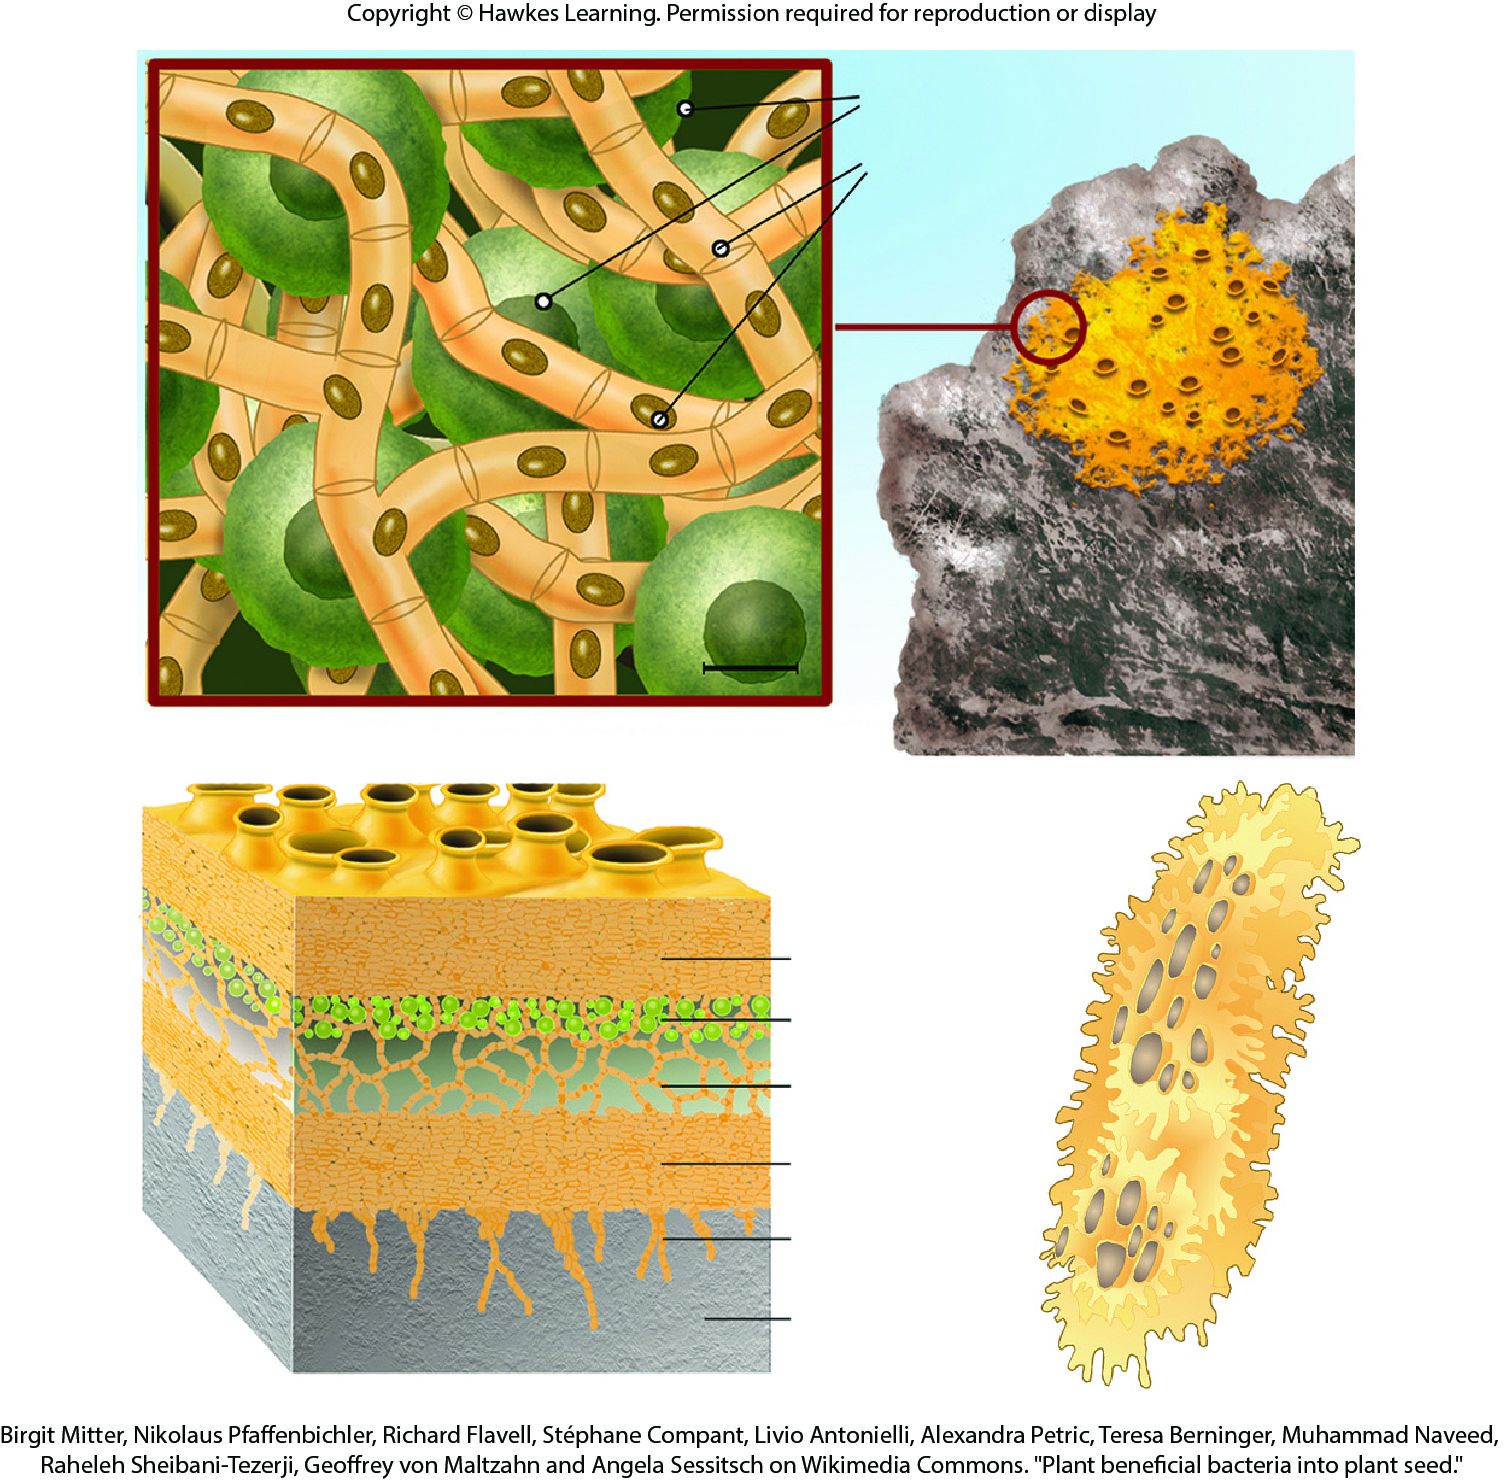 Copyright © Hawkes Learning. Permission required for reproduction or display
Birgit Mitter, Nikolaus Pfaffenbichler, Richard Flavell, Stéphane Compant, Livio Antonielli, Alexandra Petric, Teresa Berninger, Muhammad Naveed,
Raheleh Sheibani-Tezerji, Geoffrey von Maltzahn and Angela Sessitsch on Wikimedia Commons. "Plant beneficial bacteria into plant seed."